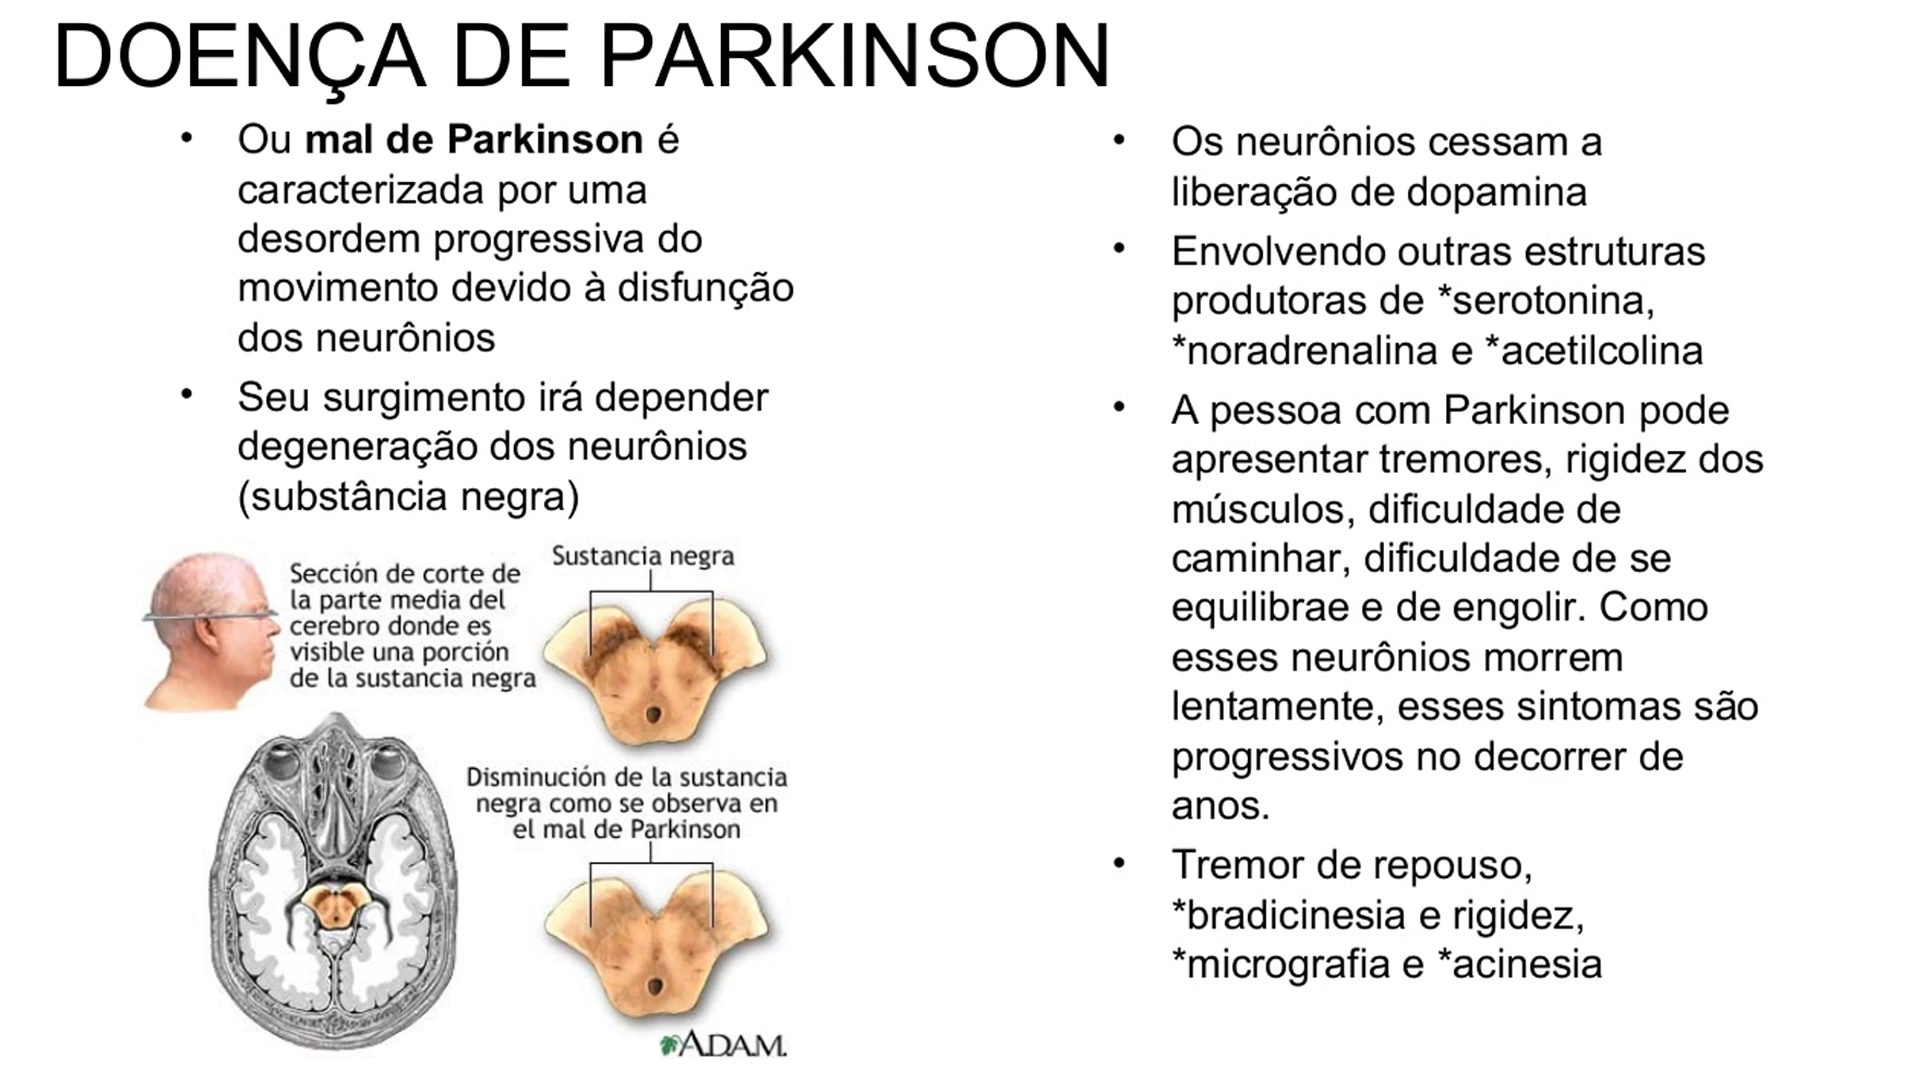 DOENÇA DE PARKINSON
• Ou mal de Parkinson é
caracterizada por uma
desordem progressiva do
movimento devido à disfunção
dos neurônios
• Seu surgimento irá depender
degeneração dos neurônios
(substância negra)
Sección de corte de
la parte media del
cerebro donde es
visible una porción
de la sustancia negra
Sustancia negra
Disminución de la sustancia
negra como se observa en
el mal de Parkinson
ADAM.
• Os neurônios cessam a
liberação de dopamina
• Envolvendo outras estruturas
produtoras de *serotonina,
*noradrenalina e *acetilcolina
• A pessoa com Parkinson pode
apresentar tremores, rigidez dos
músculos, dificuldade de
caminhar, dificuldade de se
equilibrae e de engolir. Como
esses neurônios morrem
lentamente, esses sintomas são
progressivos no decorrer de
anos.
• Tremor de repouso,
*bradicinesia e rigidez,
*micrografia e *acinesia